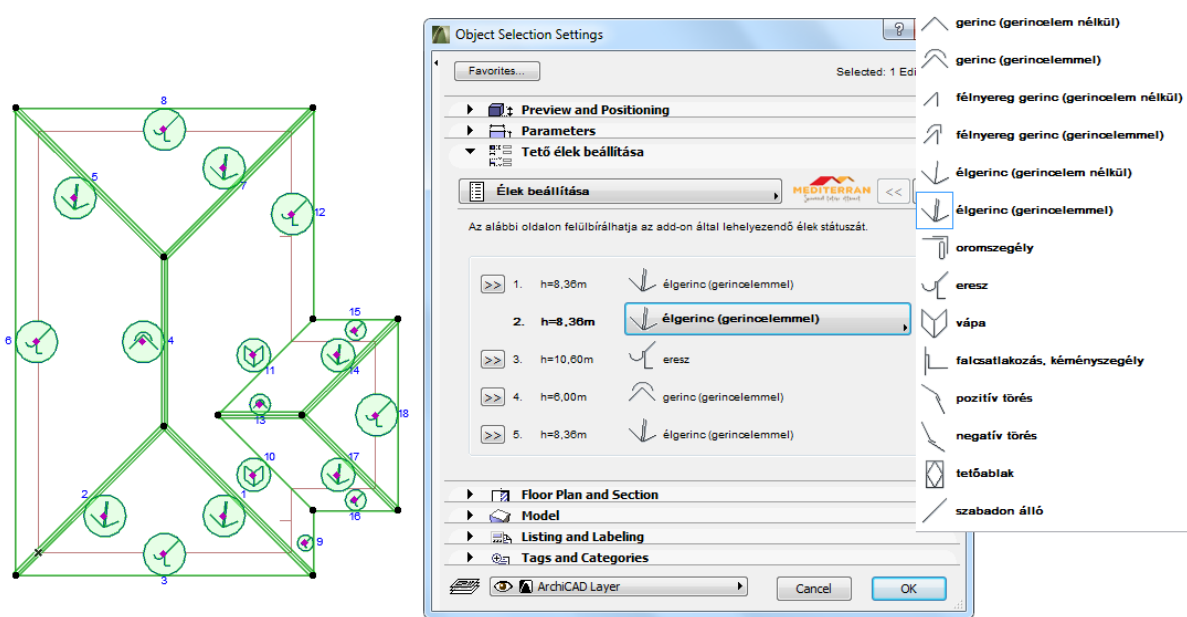 8
5
7
12
15
6
4
11
14
13
18
10
17
2
1
16
9
3
Object Selection Settings
?
Favorites...
Selected: 1 Edi
Preview and Positioning
Parameters
Tető élek beállítása
Élek beállítása
MEDITERRAN
<<
Az alábbi oldalon felülbírálhatja az add-on által lehelyezendő élek státuszát.
>> 1. h=8,36m élgerinc (gerincelemmel)
2. h=8,36m élgerinc (gerincelemmel)
>> 3. h=10,60m eresz
>> 4. h=6,00m gerinc (gerincelemmel)
>> 5. h=8,36m élgerinc (gerincelemmel)
Floor Plan and Section
Model
Listing and Labeling
Tags and Categories
ArchiCAD Layer
Cancel
OK
gerinc (gerincelem nélkül)
gerinc (gerincelemmel)
félnyereg gerinc (gerincelem nélkül)
félnyereg gerinc (gerincelemmel)
élgerinc (gerincelem nélkül)
élgerinc (gerincelemmel)
oromszegély
eresz
vápa
falcsatlakozás, kéményszegély
pozitív törés
negatív törés
tetőablak
szabadon álló